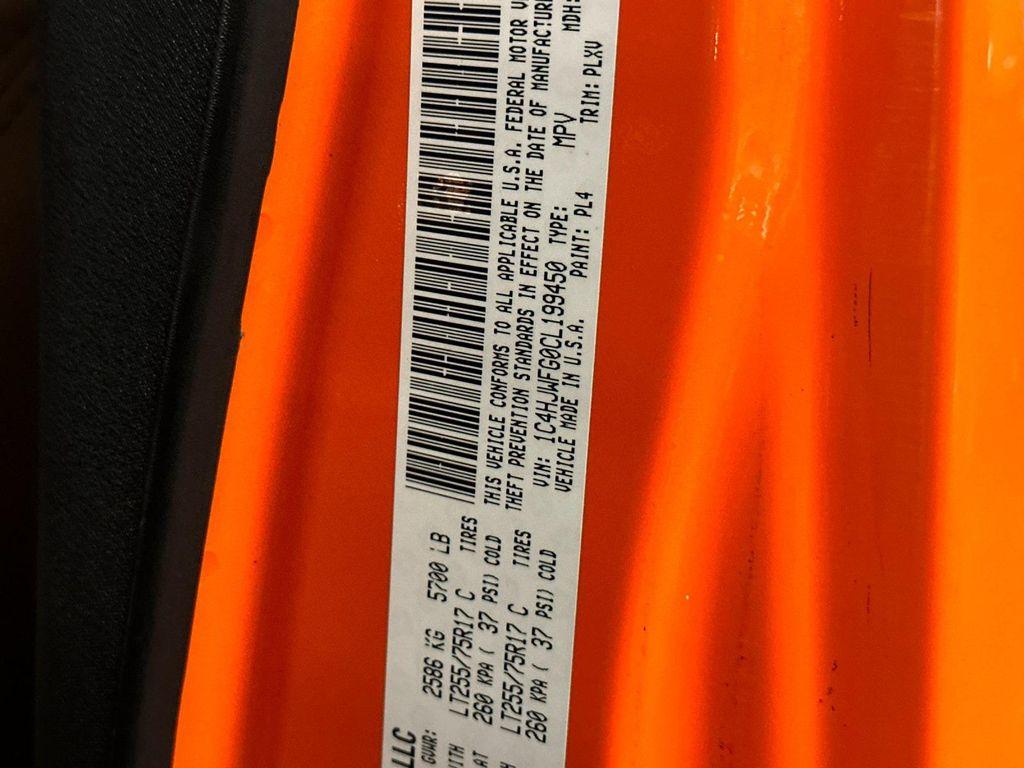 LLC
GVWR: 2586 KG 5700 LB
WITH LT255/75R17 C TIRES
AT 260 KPA ( 37 PSI) COLD
LT255/75R17 C TIRES
260 KPA ( 37 PSI) COLD
THIS VEHICLE CONFORMS TO ALL APPLICABLE U.S.A. FEDERAL MOTOR
THEFT PREVENTION STANDARDS IN EFFECT ON THE DATE OF MANUFACTURE
VIN: 1C4HJWFG0CL199450 TYPE: MPV MDH:
VEHICLE MADE IN U.S.A. PAINT: PL4 TRIM: PLXV